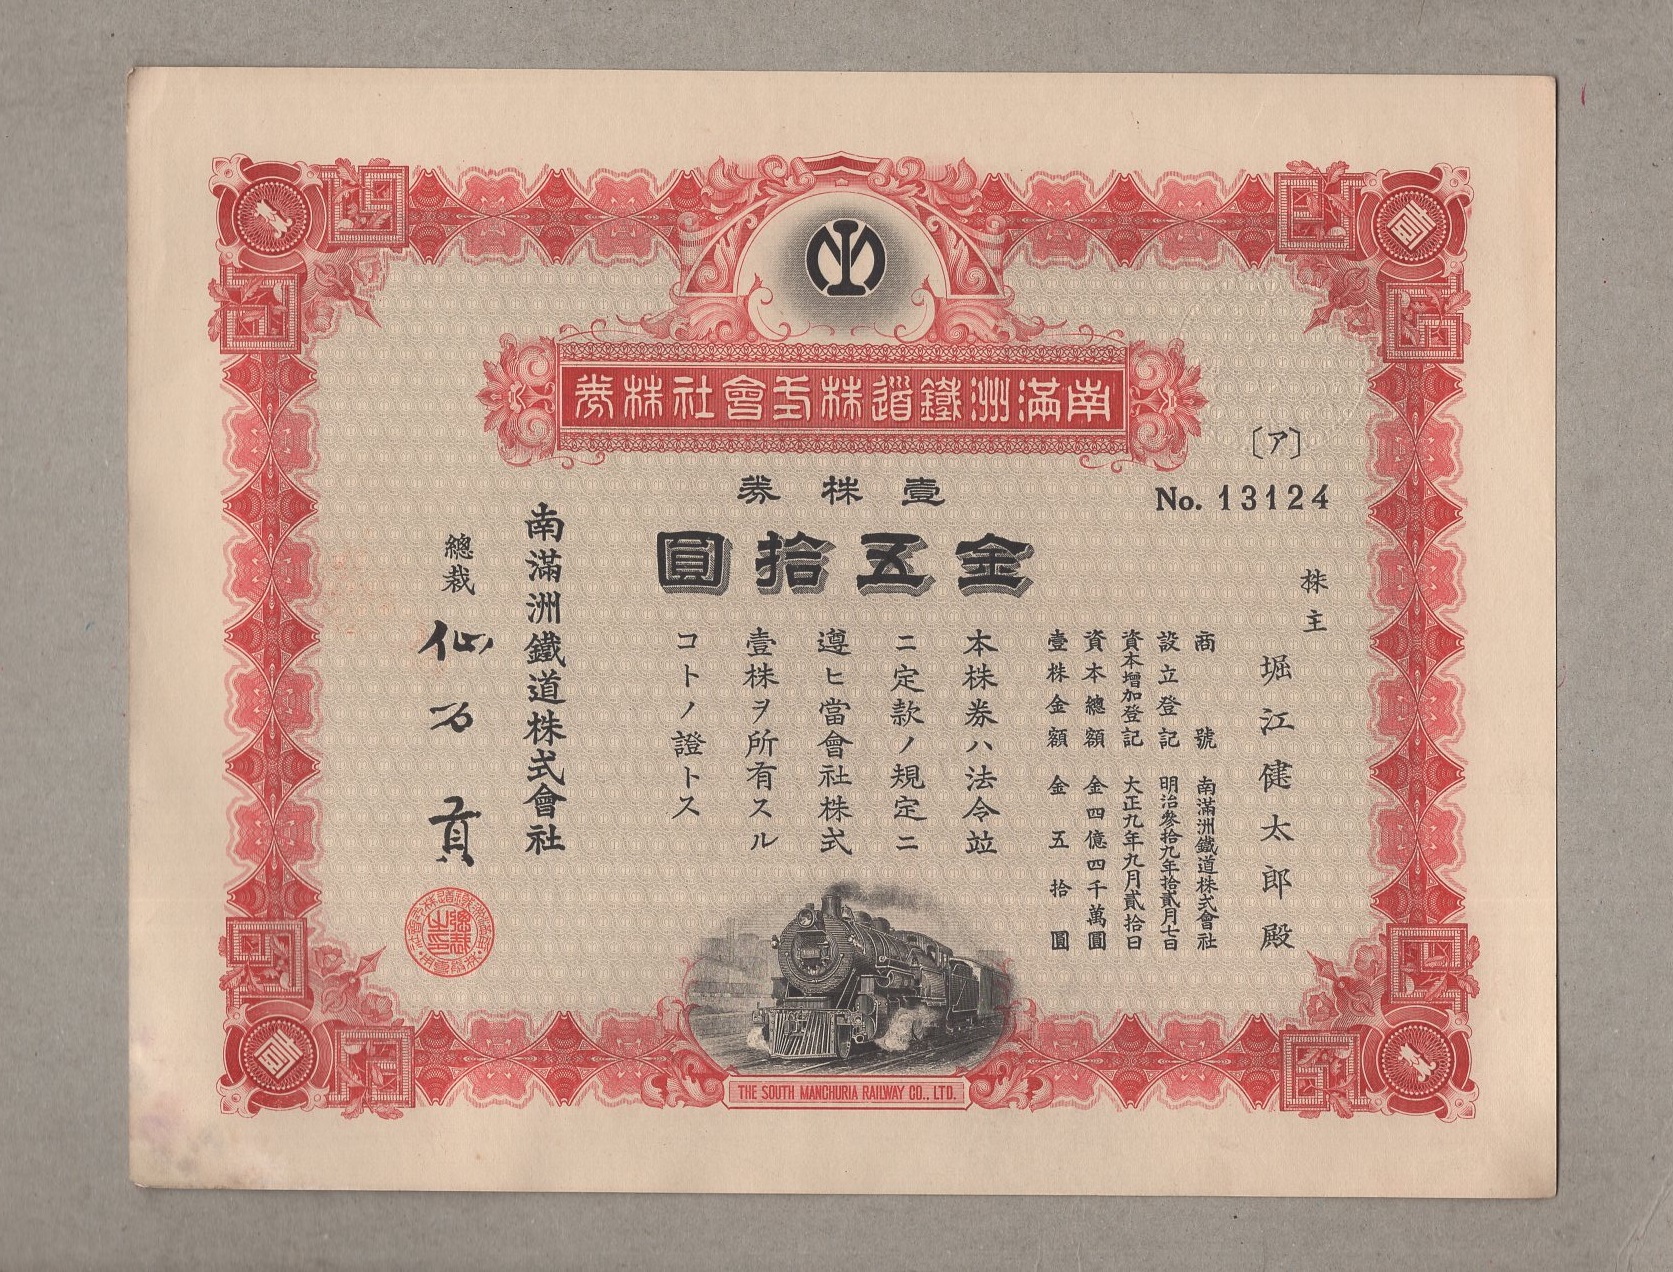 南滿洲鐵道株式會社株券
〔ア〕
No. 13124
壹株券
金五拾圓
株主
堀江健太郎殿
商號 南滿洲鐵道株式會社
設立登記 明治參拾九年拾貳月七日
資本增加登記 大正九年九月貳拾日
資本總額 金四億四千萬圓
壹株金額 金五拾圓
本株券ハ法令竝
ニ定款ノ規定ニ
遵ヒ當會社株式
壹株ヲ所有スル
コトノ證トス
南滿洲鐵道株式會社
總裁 仙石貢
THE SOUTH MANCHURIA RAILWAY CO., LTD.